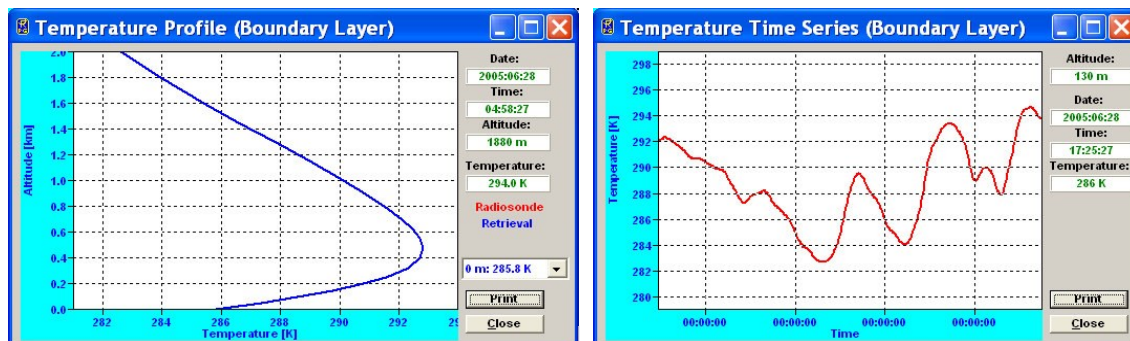 Temperature Profile (Boundary Layer)
2.0
1.8
1.6
1.4
1.2
1.0
0.8
0.6
0.4
0.2
0.0
Altitude [km]
282
284
286
288
290
292
29
Temperature [K]
Date:
2005:06:28
Time:
04:58:27
Altitude:
1880 m
Temperature:
294.0 K
Radiosonde
Retrieval
0 m: 285.8 K
Print
Close
Temperature Time Series (Boundary Layer)
298
296
294
292
290
288
286
284
282
280
Temperature [K]
00:00:00
00:00:00
00:00:00
00:00:00
Time
Altitude:
130 m
Date:
2005:06:28
Time:
17:25:27
Temperature:
286 K
Print
Close